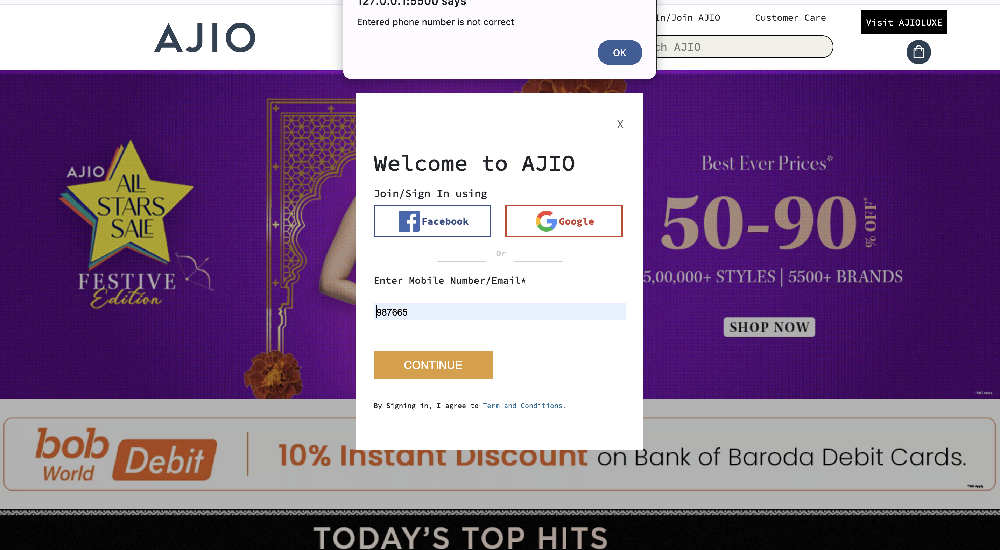 127.0.0.1:5500 says
Entered phone number is not correct
OK
AJIO
In/Join AJIO
Customer Care
Visit AJIOLUXE
ch AJIO
X
Welcome to AJIO
Join/Sign In using
Facebook
Google
Or
Enter Mobile Number/Email*
987665
CONTINUE
By Signing in, I agree to Term and Conditions.
AJIO
ALL
STARS
SALE
FESTIVE
Edition
Best Ever Prices*
50-90
% OFF*
5,00,000+ STYLES | 5500+ BRANDS
SHOP NOW
*T&C Apply
bob
World
Debit
10% Instant Discount on Bank of Baroda Debit Cards.
*T&C Apply
TODAY'S TOP HITS